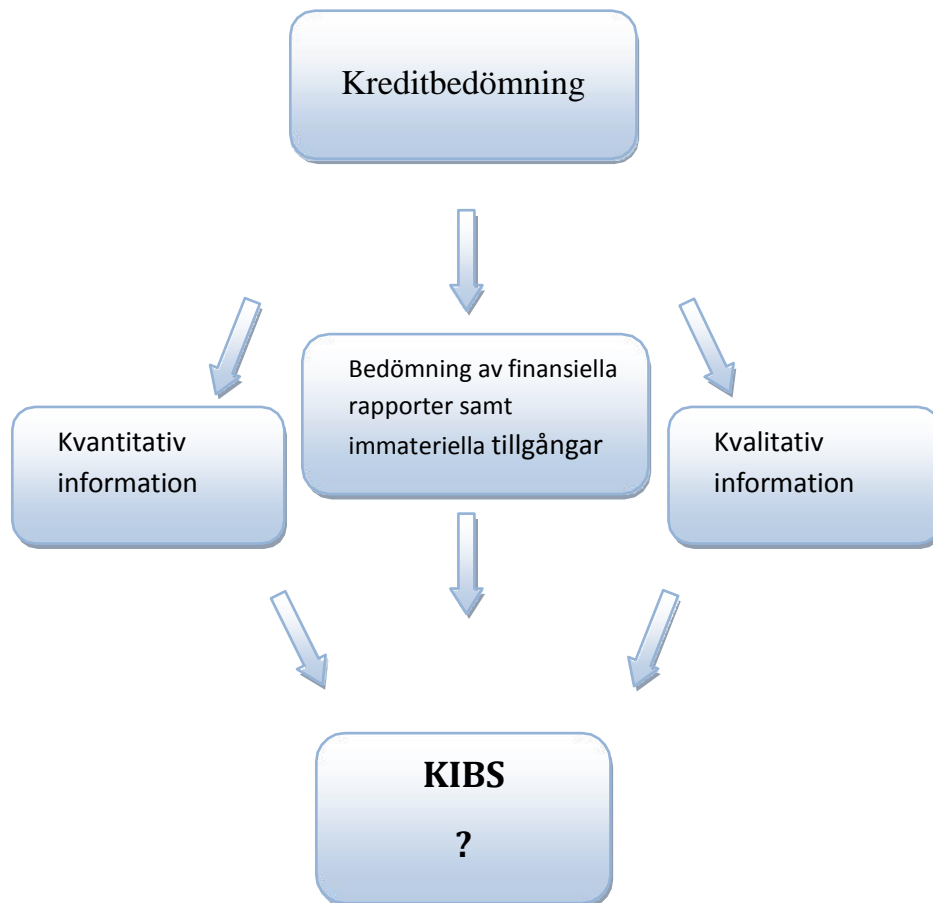 Kreditbedömning
Bedömning av finansiella
rapporter samt
immateriella tillgångar
Kvantitativ
information
Kvalitativ
information
KIBS
?